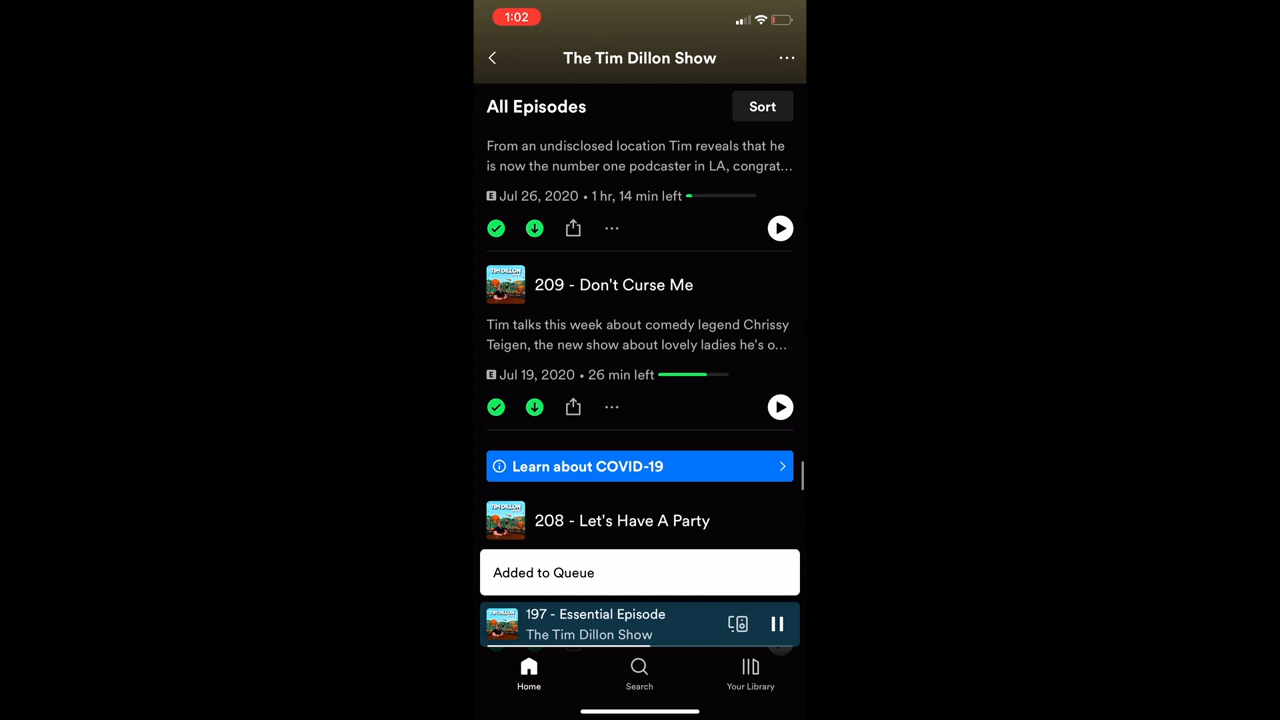 1:02
The Tim Dillon Show
All Episodes
Sort
From an undisclosed location Tim reveals that he
is now the number one podcaster in LA, congrat...
E Jul 26, 2020 • 1 hr, 14 min left
209 - Don't Curse Me
Tim talks this week about comedy legend Chrissy
Teigen, the new show about lovely ladies he's o...
E Jul 19, 2020 • 26 min left
Learn about COVID-19
208 - Let's Have A Party
Added to Queue
197 - Essential Episode
The Tim Dillon Show
Home
Search
Your Library